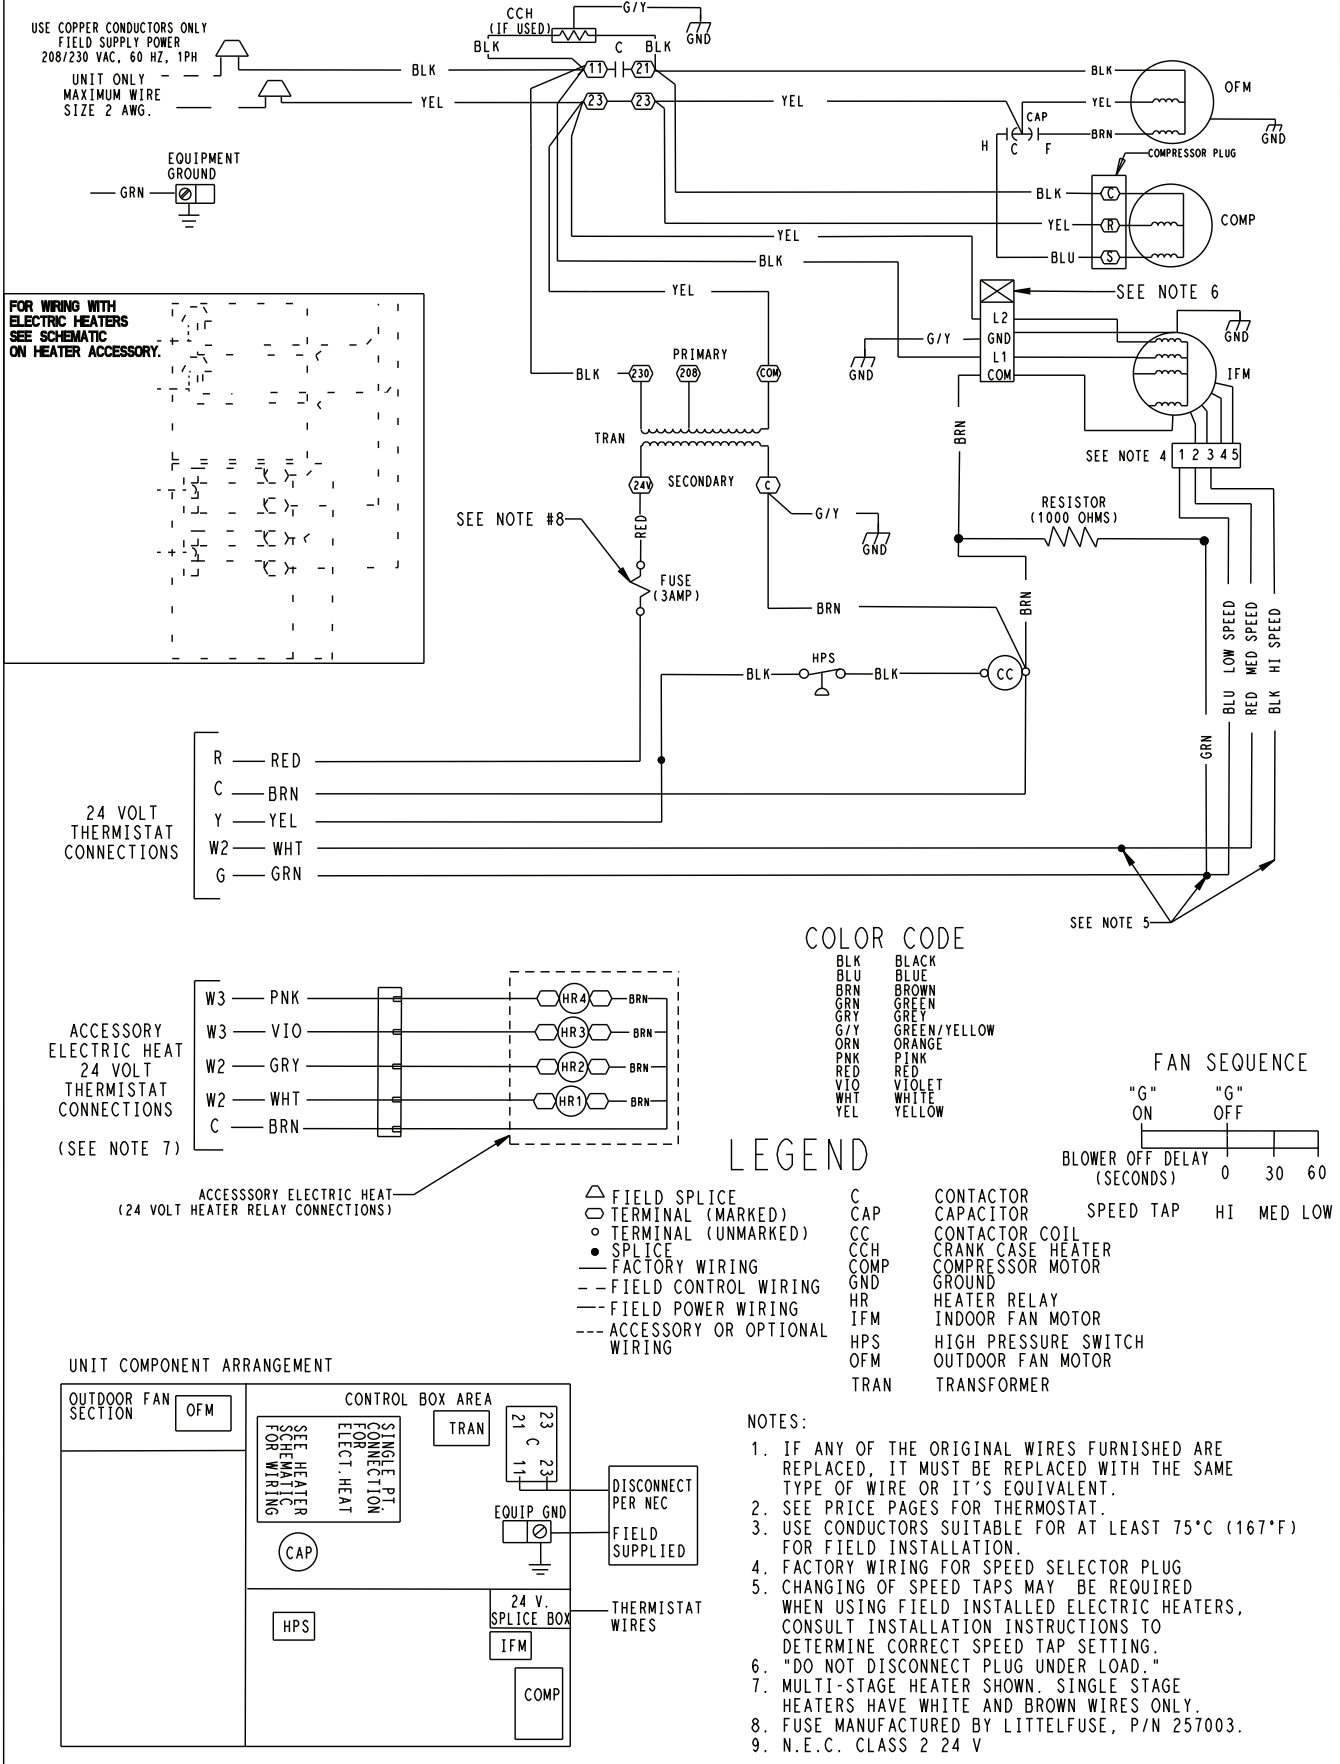 USE COPPER CONDUCTORS ONLY
FIELD SUPPLY POWER
208/230 VAC, 60 HZ, 1PH
UNIT ONLY
MAXIMUM WIRE
SIZE 2 AWG.
BLK
YEL
CCH
(IF USED)
G/Y
GND
BLK
C
BLK
11
21
23
23
BLK
YEL
YEL
CAP
H
C
F
BRN
OFM
GND
COMPRESSOR PLUG
EQUIPMENT
GROUND
GRN
BLK
C
YEL
R
BLU
S
COMP
YEL
BLK
YEL
SEE NOTE 6
L2
GND
L1
COM
G/Y
GND
GND
IFM
FOR WIRING WITH
ELECTRIC HEATERS
SEE SCHEMATIC
ON HEATER ACCESSORY.
PRIMARY
BLK
230
208
COM
TRAN
BRN
SEE NOTE 4
1 2 3 4 5
24V
SECONDARY
C
SEE NOTE #8
RED
G/Y
GND
RESISTOR
(1000 OHMS)
FUSE
(3AMP)
BRN
BRN
BLK
HPS
BLK
CC
BLU LOW SPEED
RED MED SPEED
BLK HI SPEED
GRN
24 VOLT
THERMISTAT
CONNECTIONS
R RED
C BRN
Y YEL
W2 WHT
G GRN
SEE NOTE 5
COLOR CODE
BLK BLACK
BLU BLUE
BRN BROWN
GRN GREEN
GRY GREY
G/Y GREEN/YELLOW
ORN ORANGE
PNK PINK
RED RED
VIO VIOLET
WHT WHITE
YEL YELLOW
ACCESSORY
ELECTRIC HEAT
24 VOLT
THERMISTAT
CONNECTIONS
(SEE NOTE 7)
W3 PNK HR4 BRN
W3 VIO HR3 BRN
W2 GRY HR2 BRN
W2 WHT HR1 BRN
C BRN
ACCESSSORY ELECTRIC HEAT
(24 VOLT HEATER RELAY CONNECTIONS)
FAN SEQUENCE
"G" "G"
ON OFF
BLOWER OFF DELAY
(SECONDS) 0 30 60
SPEED TAP HI MED LOW
LEGEND
FIELD SPLICE
TERMINAL (MARKED)
TERMINAL (UNMARKED)
SPLICE
FACTORY WIRING
FIELD CONTROL WIRING
FIELD POWER WIRING
ACCESSORY OR OPTIONAL
WIRING
C CONTACTOR
CAP CAPACITOR
CC CONTACTOR COIL
CCH CRANK CASE HEATER
COMP COMPRESSOR MOTOR
GND GROUND
HR HEATER RELAY
IFM INDOOR FAN MOTOR
HPS HIGH PRESSURE SWITCH
OFM OUTDOOR FAN MOTOR
TRAN TRANSFORMER
UNIT COMPONENT ARRANGEMENT
OUTDOOR FAN
SECTION
OFM
CONTROL BOX AREA
SINGLE PT.
CONNECTION
FOR
ELECT.HEAT
SEE HEATER
SCHEMATIC
FOR WIRING
TRAN
23 23
C
21 11
EQUIP GND
DISCONNECT
PER NEC
FIELD
SUPPLIED
CAP
HPS
24 V.
SPLICE BOX
THERMISTAT
WIRES
IFM
COMP
NOTES:
1. IF ANY OF THE ORIGINAL WIRES FURNISHED ARE
REPLACED, IT MUST BE REPLACED WITH THE SAME
TYPE OF WIRE OR IT'S EQUIVALENT.
2. SEE PRICE PAGES FOR THERMOSTAT.
3. USE CONDUCTORS SUITABLE FOR AT LEAST 75°C (167°F)
FOR FIELD INSTALLATION.
4. FACTORY WIRING FOR SPEED SELECTOR PLUG
5. CHANGING OF SPEED TAPS MAY BE REQUIRED
WHEN USING FIELD INSTALLED ELECTRIC HEATERS,
CONSULT INSTALLATION INSTRUCTIONS TO
DETERMINE CORRECT SPEED TAP SETTING.
6. "DO NOT DISCONNECT PLUG UNDER LOAD."
7. MULTI-STAGE HEATER SHOWN. SINGLE STAGE
HEATERS HAVE WHITE AND BROWN WIRES ONLY.
8. FUSE MANUFACTURED BY LITTELFUSE, P/N 257003.
9. N.E.C. CLASS 2 24 V